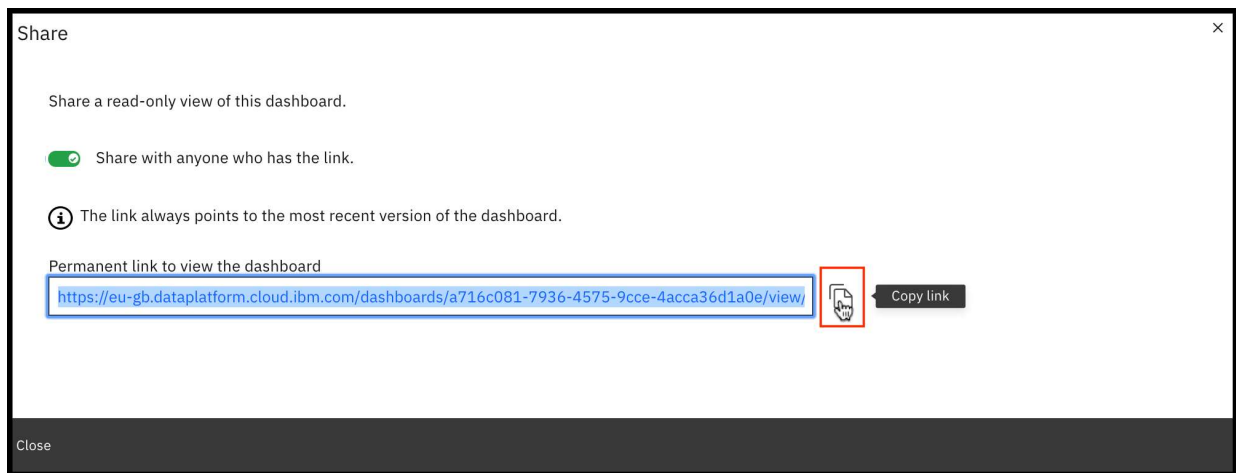 Share
Share a read-only view of this dashboard.
Share with anyone who has the link.
The link always points to the most recent version of the dashboard.
Permanent link to view the dashboard
https://eu-gb.dataplatform.cloud.ibm.com/dashboards/a716c081-7936-4575-9cce-4acca36d1a0e/view/
Copy link
Close